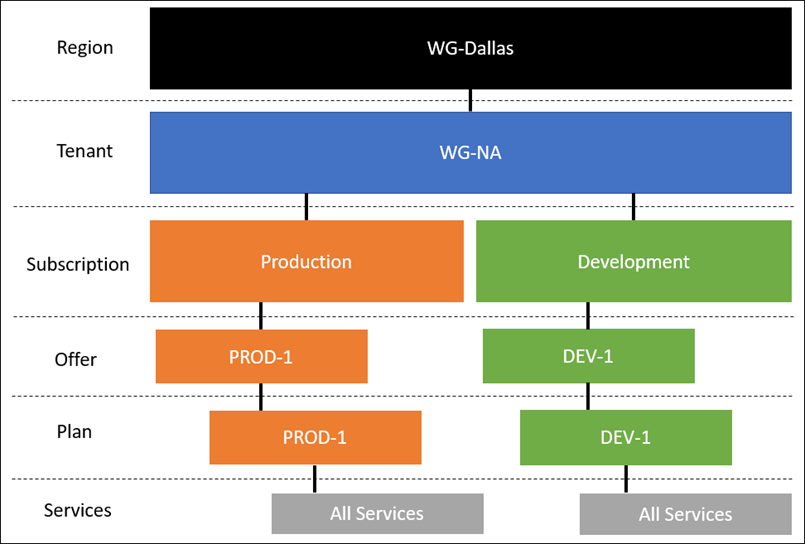 Region
WG-Dallas
Tenant
WG-NA
Subscription
Production
Development
Offer
PROD-1
DEV-1
Plan
PROD-1
DEV-1
Services
All Services
All Services